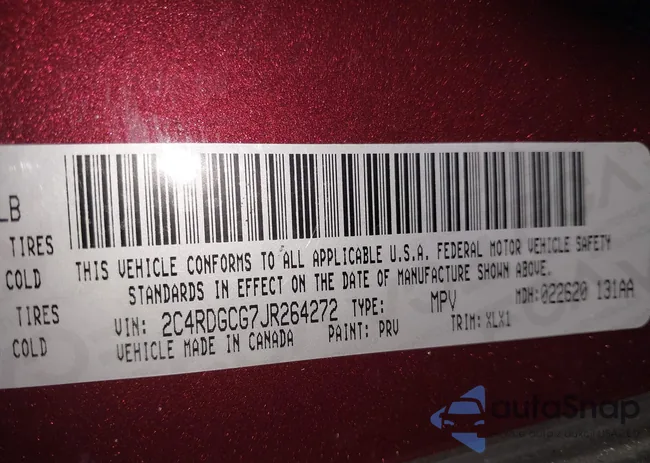 LB
TIRES
COLD
TIRES
COLD
THIS VEHICLE CONFORMS TO ALL APPLICABLE U.S.A. FEDERAL MOTOR VEHICLE SAFETY
STANDARDS IN EFFECT ON THE DATE OF MANUFACTURE SHOWN ABOVE.
VIN: 2C4RDGCG7JR264272 TYPE: MPV MDH: 022620 131AA
VEHICLE MADE IN CANADA PAINT: PRV TRIM: XLX1
autoSnap